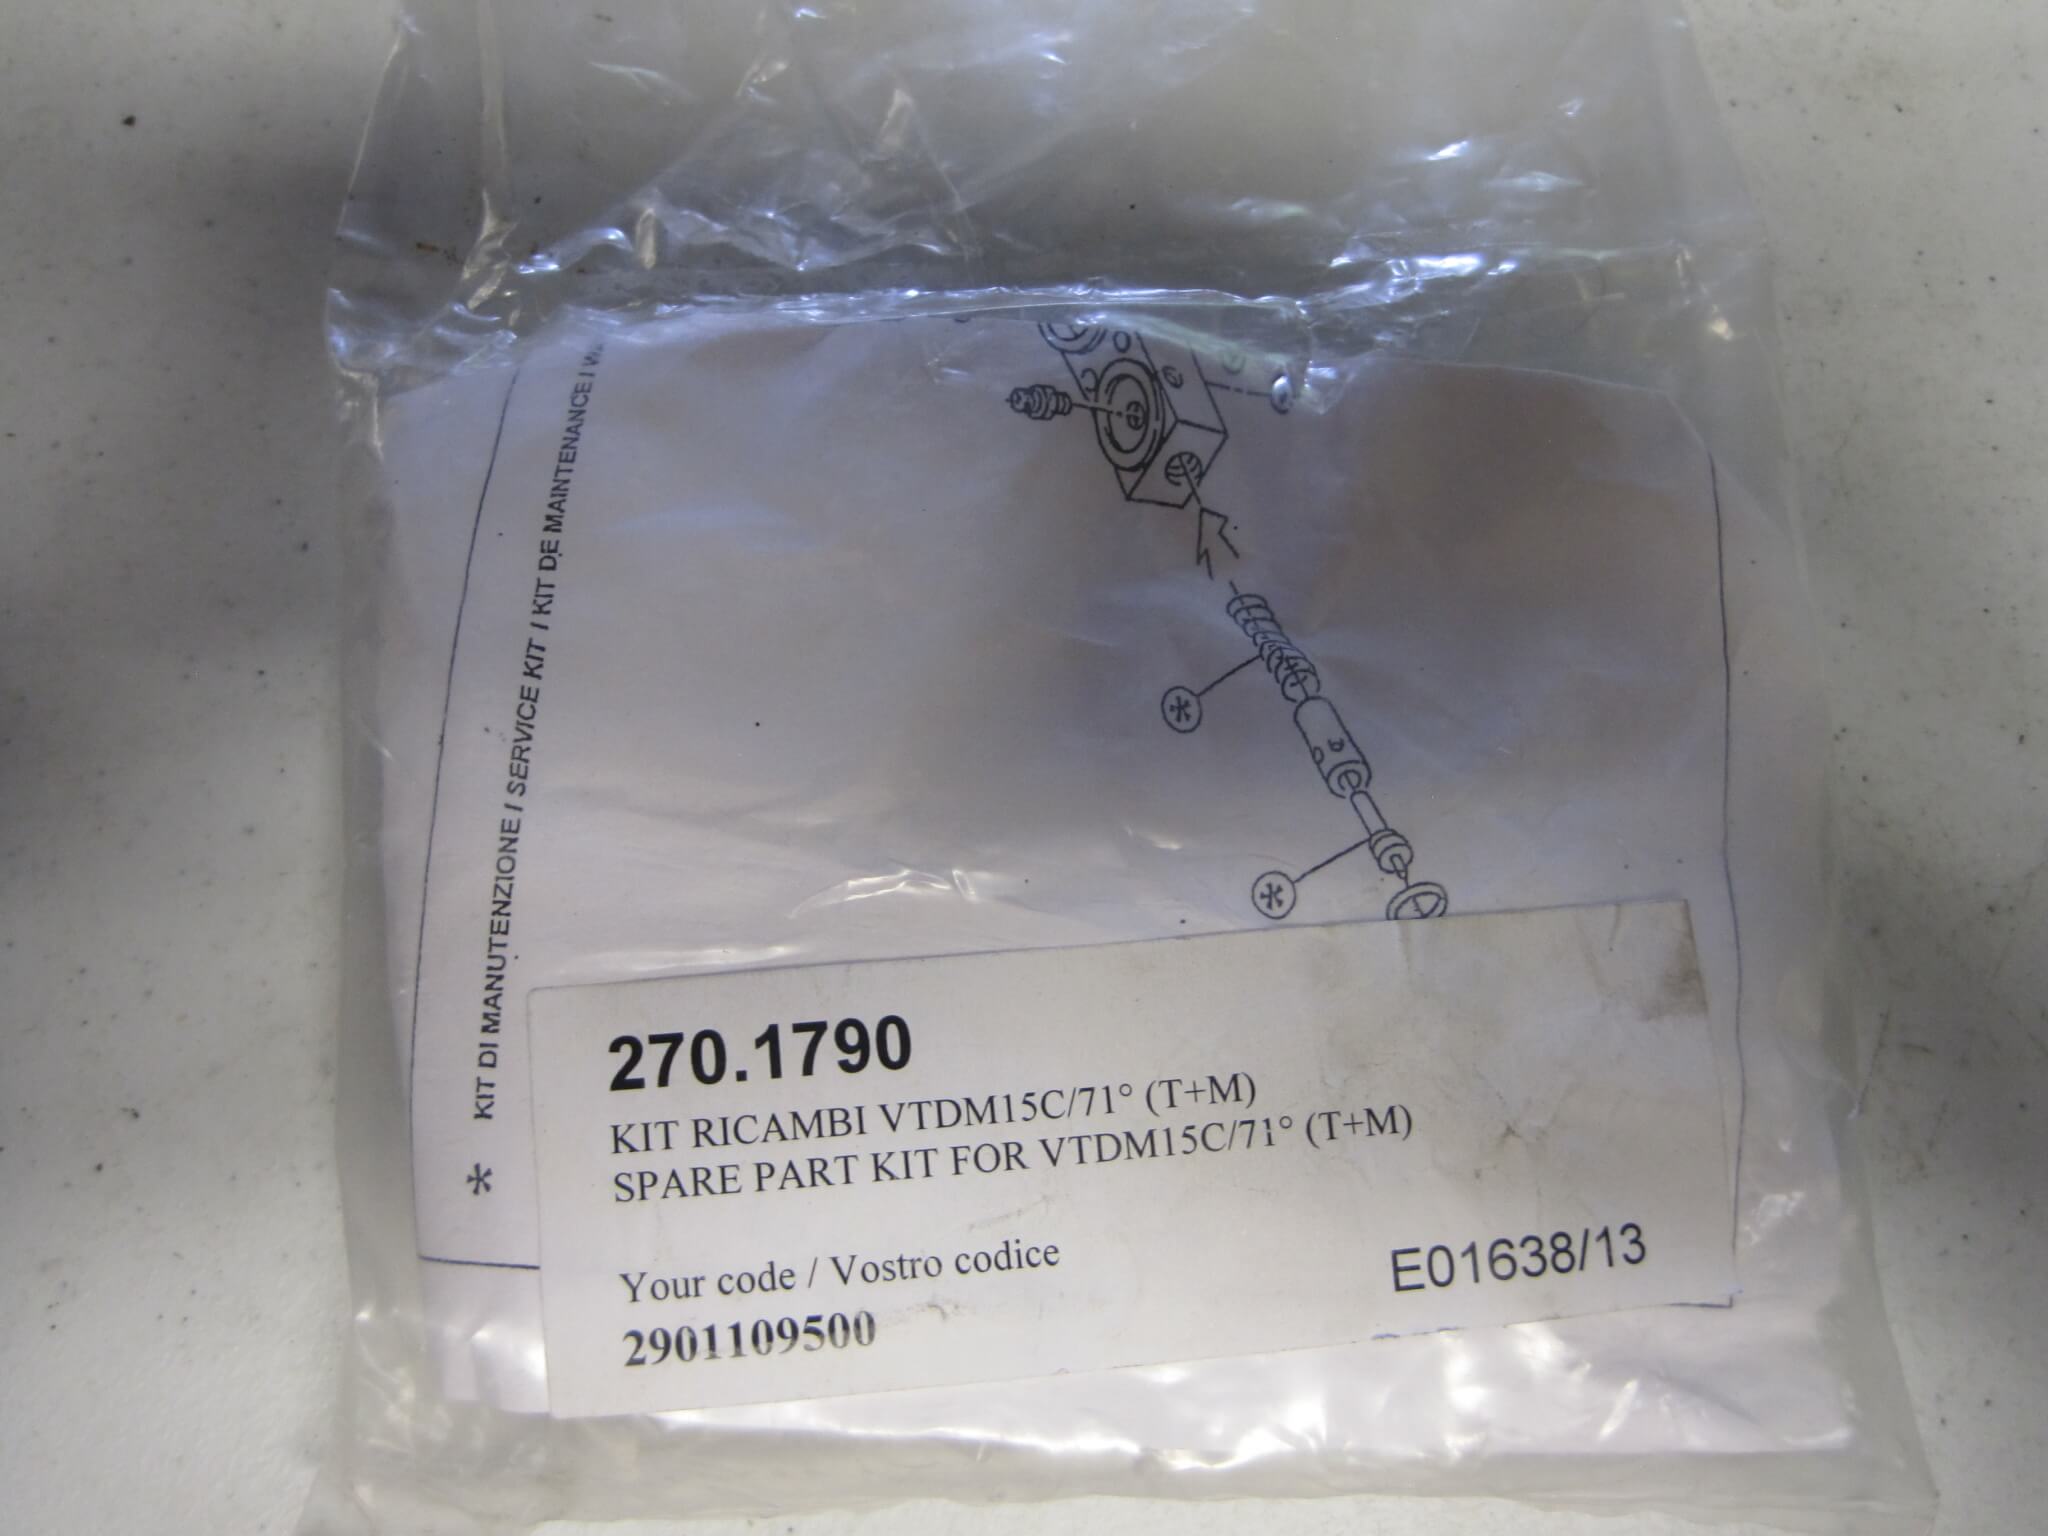 * KIT DI MANUTENZIONE / SERVICE KIT / KIT DE MAINTENANCE /
*
*
270.1790
KIT RICAMBI VTDM15C/71° (T+M)
SPARE PART KIT FOR VTDM15C/71° (T+M)
Your code / Vostro codice
2901109500
E01638/13